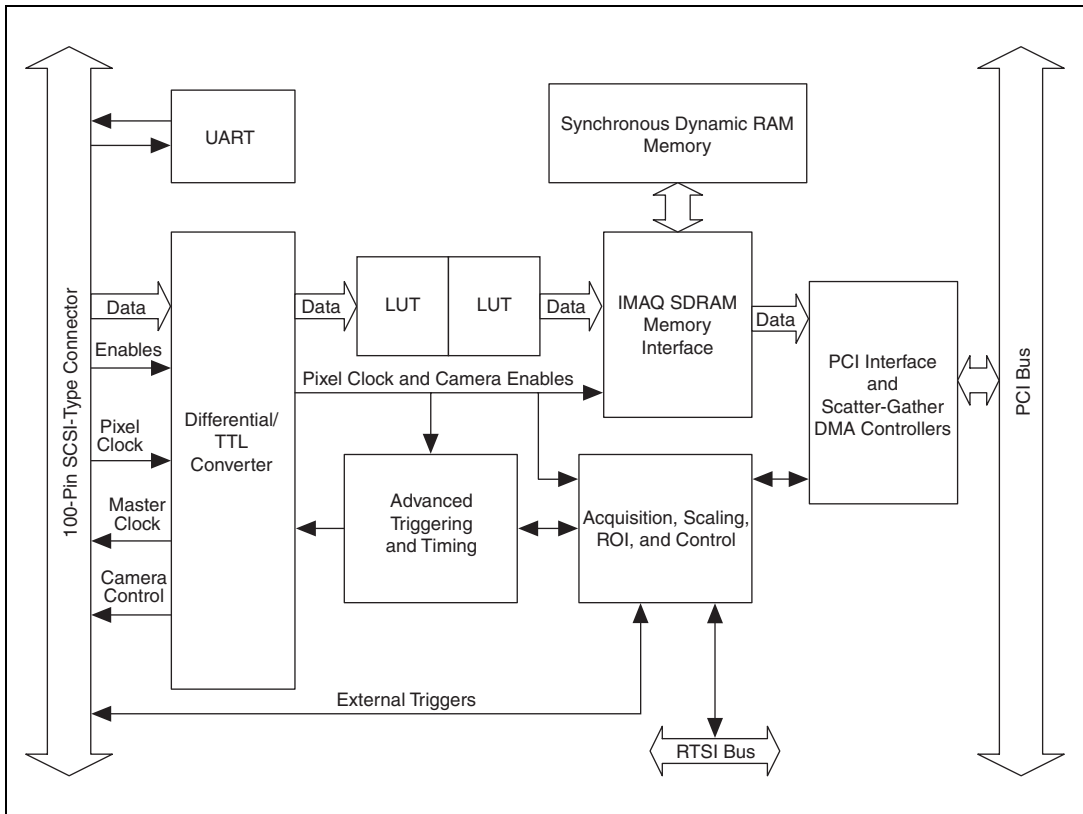 UART
Synchronous Dynamic RAM
Memory
100-Pin SCSI-Type Connector
Data
Enables
Pixel
Clock
Master
Clock
Camera
Control
Differential/
TTL
Converter
Data
LUT
LUT
Data
IMAQ SDRAM
Memory
Interface
Data
PCI Interface
and
Scatter-Gather
DMA Controllers
PCI Bus
Pixel Clock and Camera Enables
Advanced
Triggering
and Timing
Acquisition, Scaling,
ROI, and Control
External Triggers
RTSI Bus